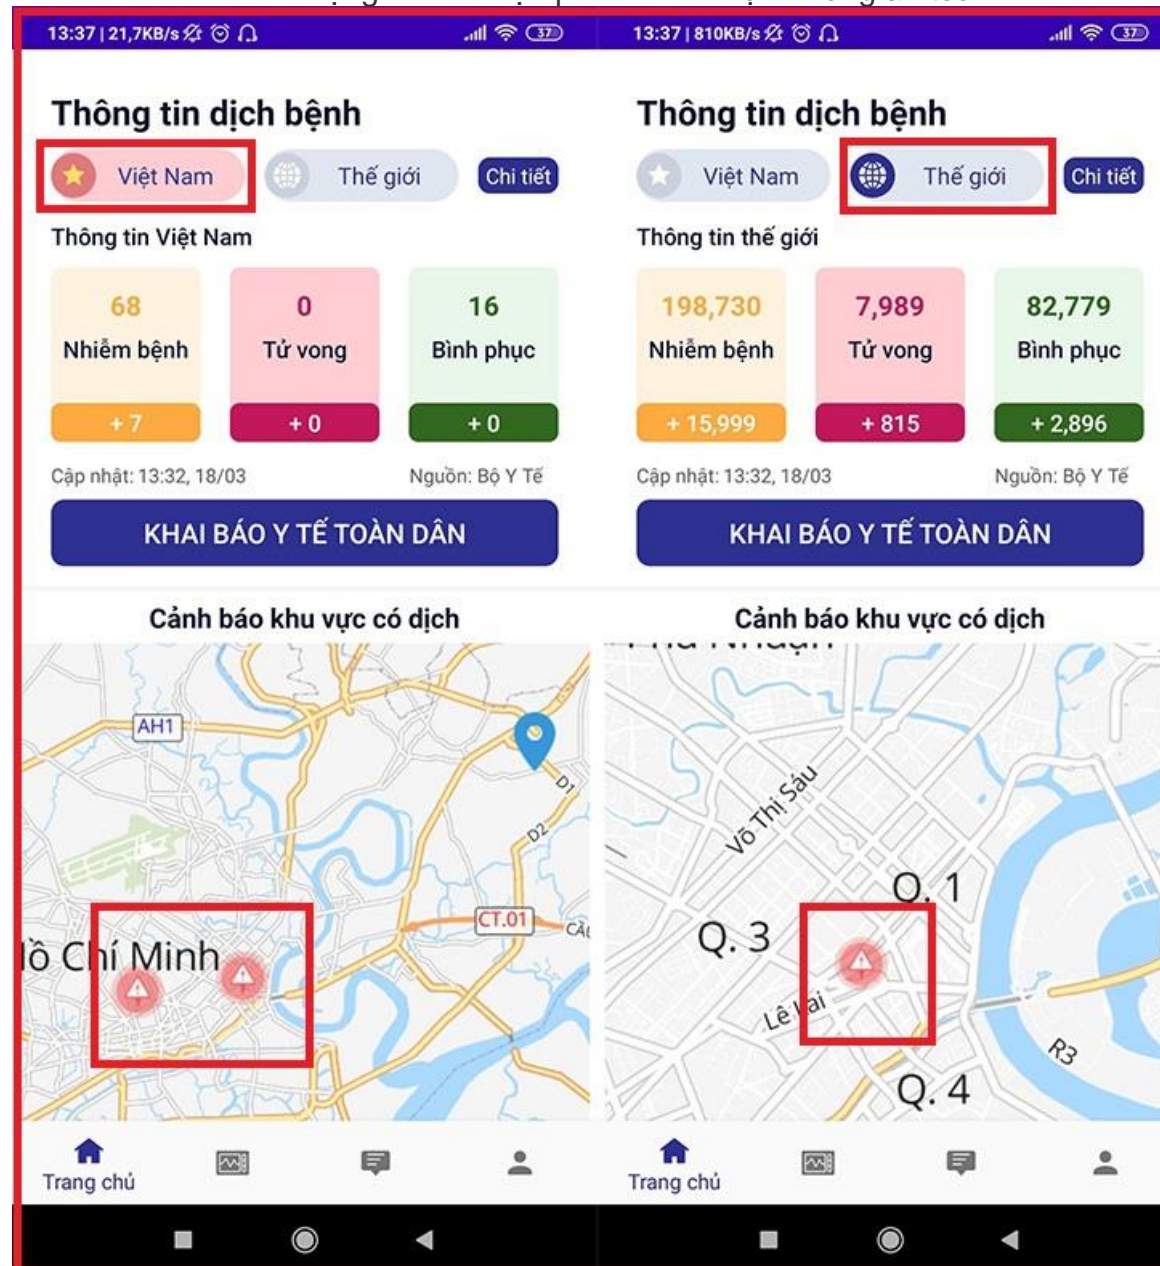 13:37 | 21,7KB/s
37
Thông tin dịch bệnh
Việt Nam
Thế giới
Chi tiết
Thông tin Việt Nam
68
0
16
Nhiễm bệnh
Tử vong
Bình phục
+ 7
+ 0
+ 0
Cập nhật: 13:32, 18/03
Nguồn: Bộ Y Tế
KHAI BÁO Y TẾ TOÀN DÂN
Cảnh báo khu vực có dịch
AH1
D1
D2
CT.01
Chí Minh
Trang chủ
13:37 | 810KB/s
37
Thông tin dịch bệnh
Việt Nam
Thế giới
Chi tiết
Thông tin thế giới
198,730
7,989
82,779
Nhiễm bệnh
Tử vong
Bình phục
+ 15,999
+ 815
+ 2,896
Cập nhật: 13:32, 18/03
Nguồn: Bộ Y Tế
KHAI BÁO Y TẾ TOÀN DÂN
Cảnh báo khu vực có dịch
Võ Thị Sáu
Q. 1
Q. 3
Lê Lai
R3
Q. 4
Trang chủ